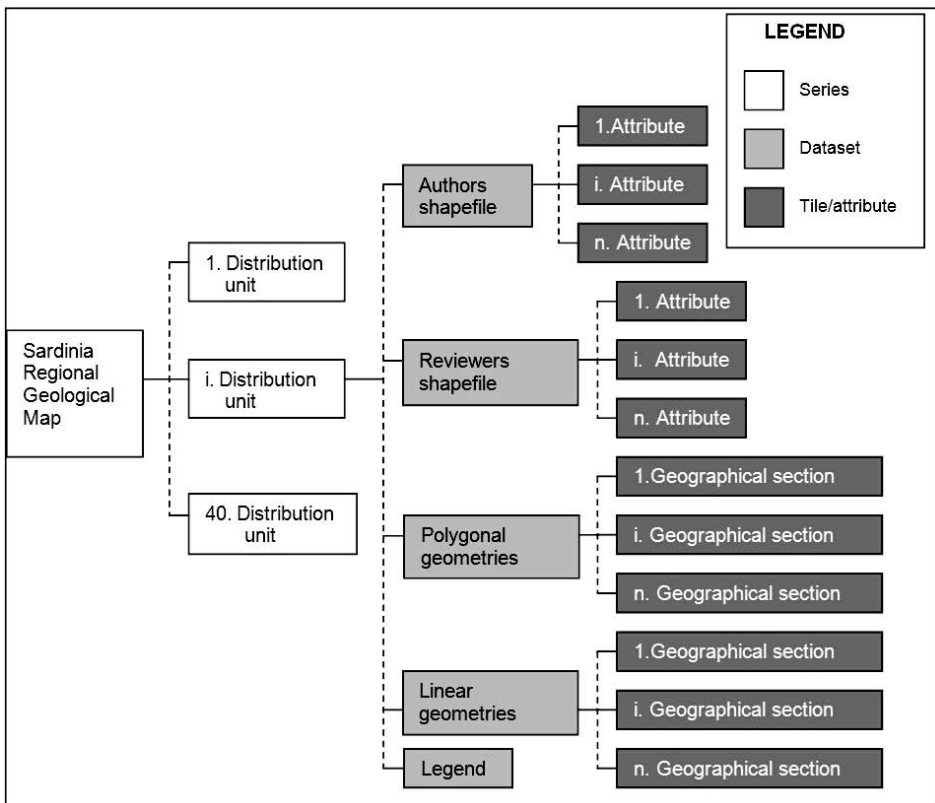 LEGEND
Series
Dataset
Tile/attribute
Sardinia
Regional
Geological
Map
1. Distribution
unit
i. Distribution
unit
40. Distribution
unit
Authors
shapefile
1.Attribute
i. Attribute
n. Attribute
Reviewers
shapefile
1. Attribute
i. Attribute
n. Attribute
Polygonal
geometries
1.Geographical section
i. Geographical section
n. Geographical section
Linear
geometries
1.Geographical section
i. Geographical section
n. Geographical section
Legend